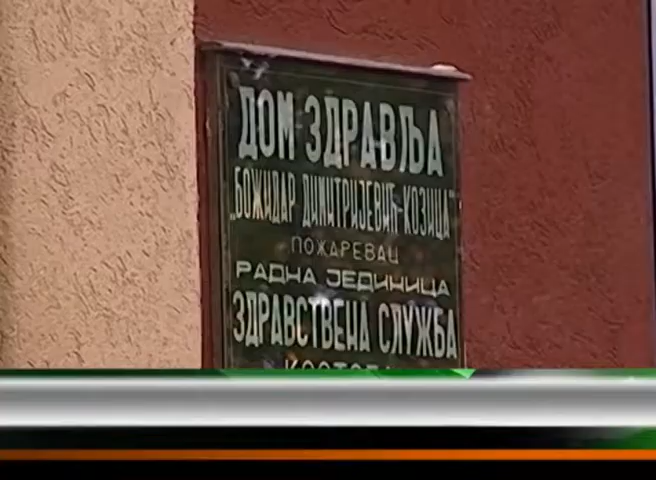 ДОМ ЗДРАВЉА
„БОЖИДАР ДИМИТРИЈЕВИЋ-КОЗИЦА"
ПОЖАРЕВАЦ
РАДНА ЈЕДИНИЦА
ЗДРАВСТВЕНА СЛУЖБА